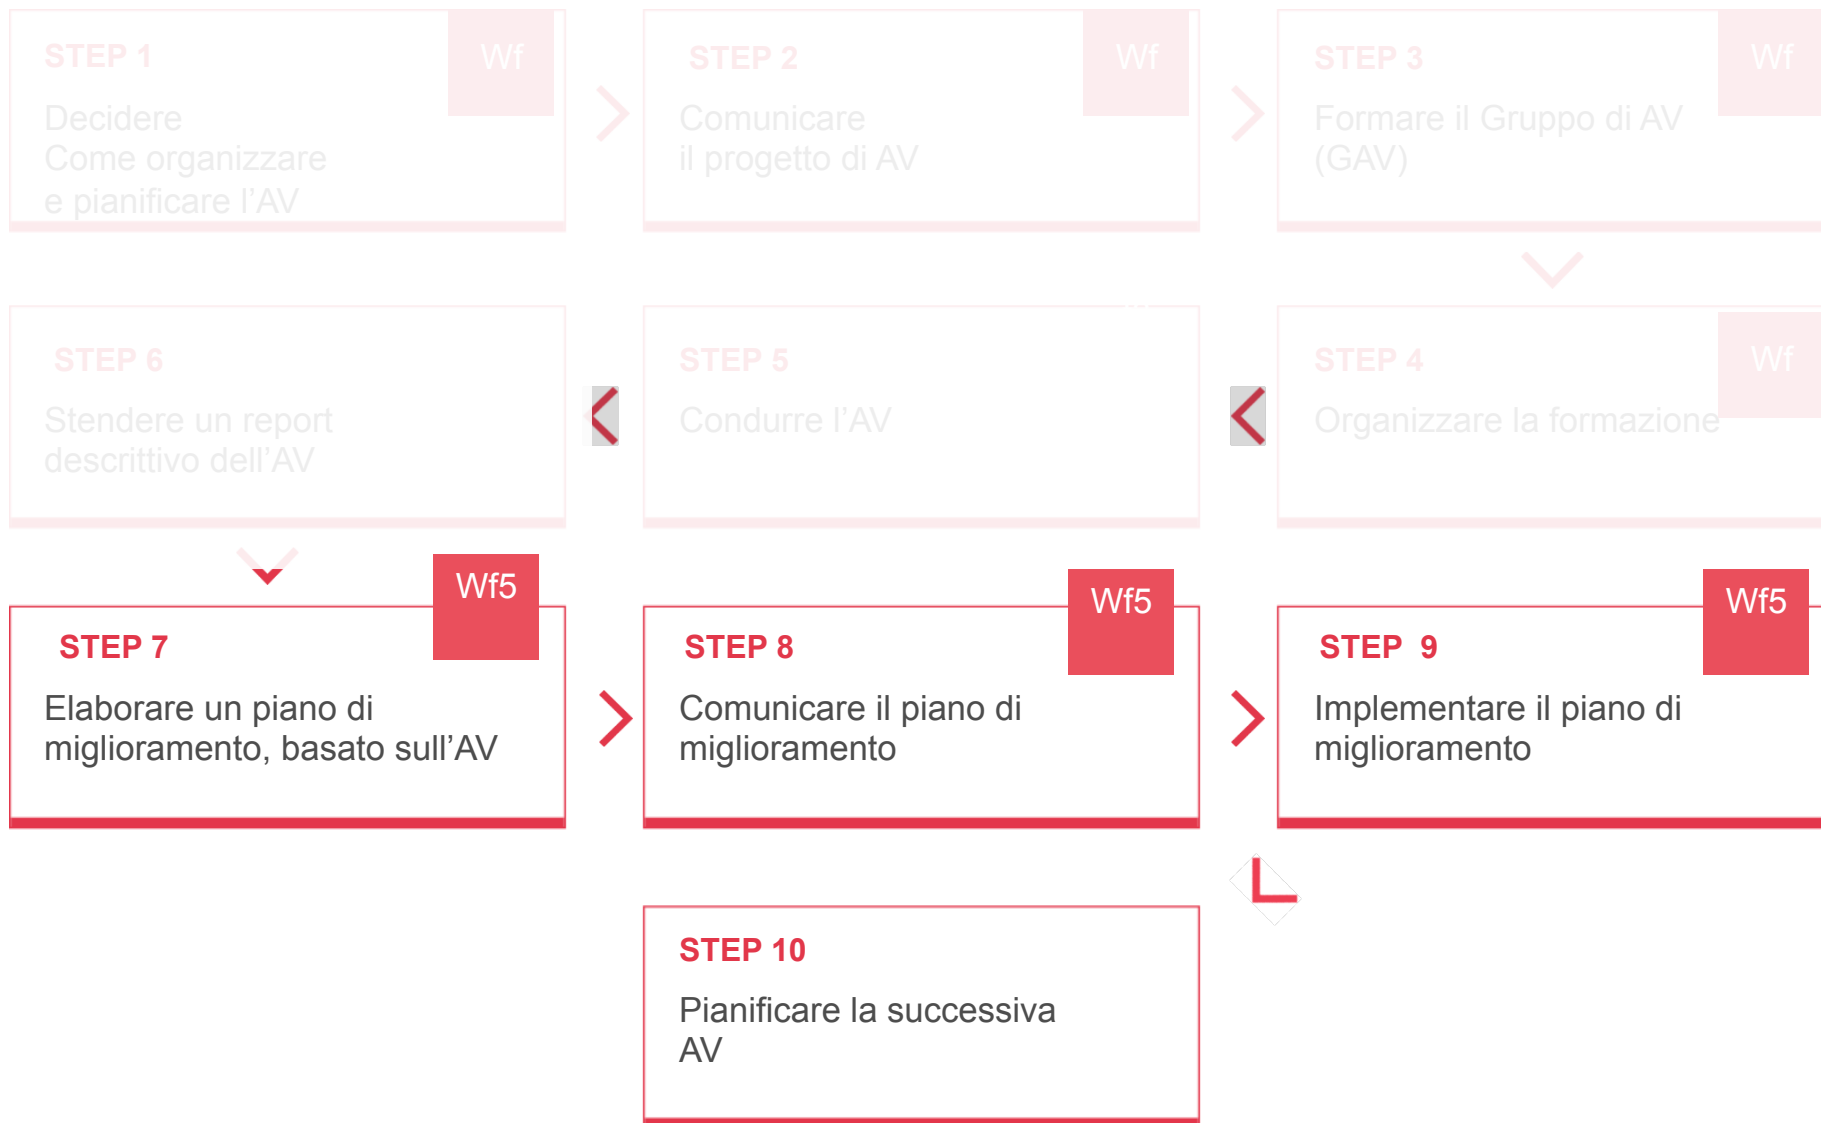 STEP 1
Wf
Decidere
Come organizzare
e pianificare l’AV
STEP 2
Wf
Comunicare
il progetto di AV
STEP 3
Wf
Formare il Gruppo di AV
(GAV)
STEP 6
Stendere un report
descrittivo dell’AV
STEP 5
Condurre l’AV
STEP 4
Wf
Organizzare la formazione
STEP 7
Wf5
Elaborare un piano di
miglioramento, basato sull’AV
STEP 8
Wf5
Comunicare il piano di
miglioramento
STEP 9
Wf5
Implementare il piano di
miglioramento
STEP 10
Pianificare la successiva
AV